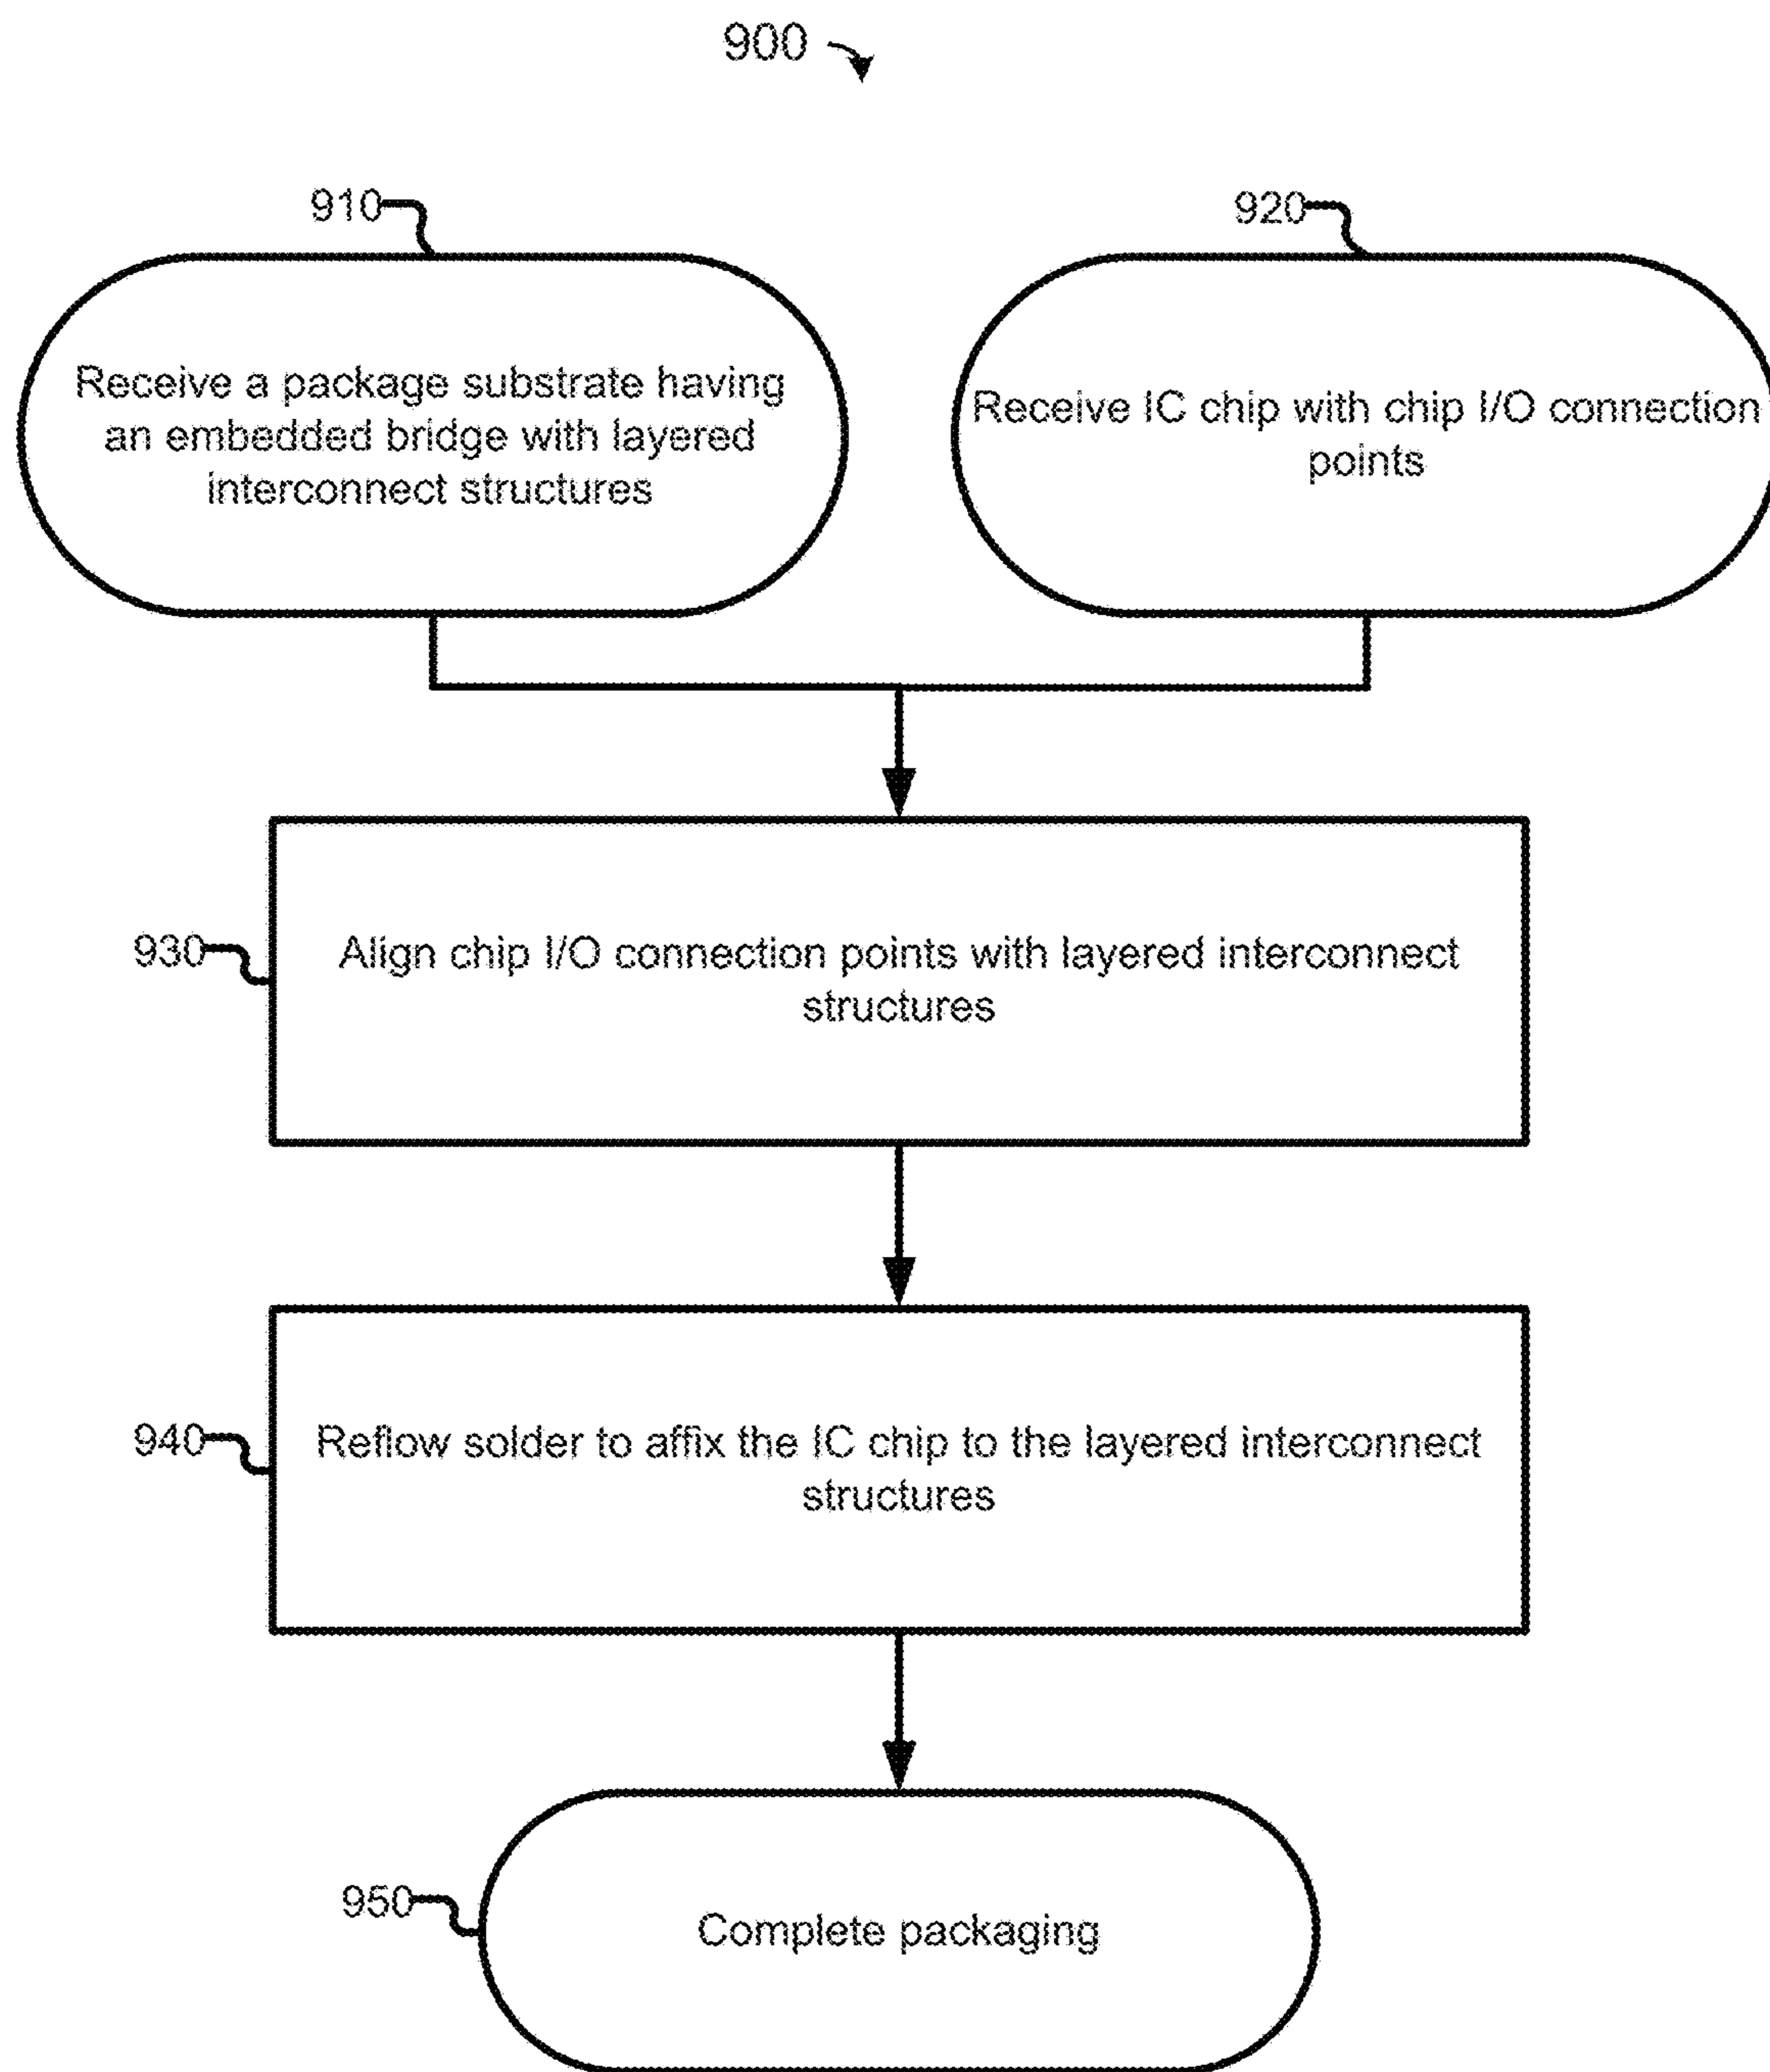 900
910
920
Receive a package substrate having
an embedded bridge with layered
interconnect structures
Receive IC chip with chip I/O connection
points
930
Align chip I/O connection points with layered interconnect
structures
940
Reflow solder to affix the IC chip to the layered interconnect
structures
950
Complete packaging